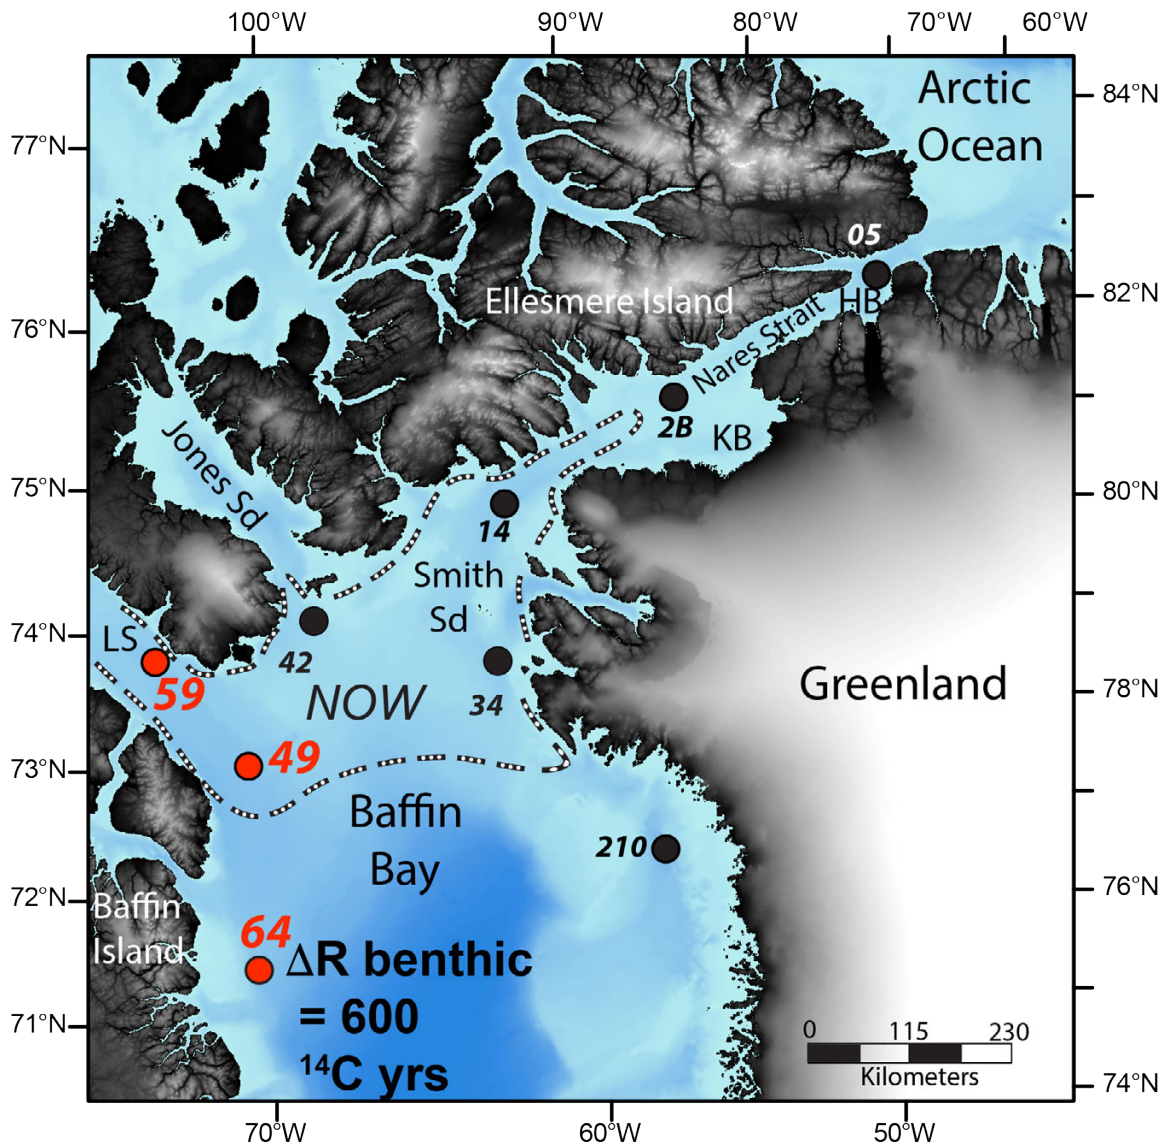 100°W 90°W 80°W 70°W 60°W
Arctic
Ocean
84°N
77°N
05
Ellesmere Island
HB
82°N
76°N
Nares Strait
2B
KB
Jones Sd
75°N
80°N
14
Smith
Sd
74°N
LS
42
59
NOW
34
Greenland
78°N
49
73°N
Baffin
Bay
210
76°N
72°N
Baffin
Island
64
ΔR benthic
= 600
¹⁴C yrs
71°N
0 115 230
Kilometers
74°N
70°W 60°W 50°W